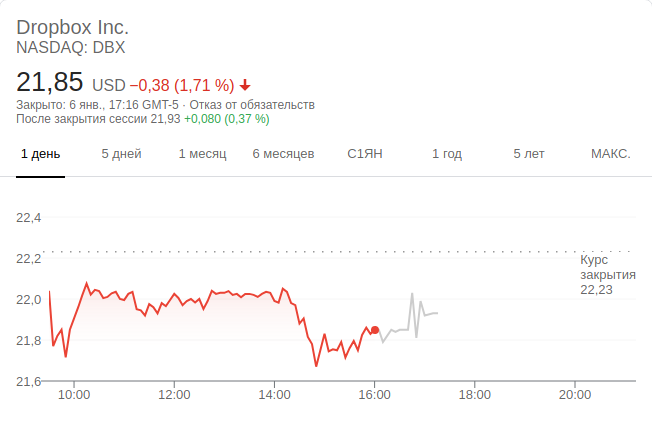 Dropbox Inc.
NASDAQ: DBX
21,85 USD −0,38 (1,71 %)
Закрыто: 6 янв., 17:16 GMT-5 · Отказ от обязательств
После закрытия сессии 21,93 +0,080 (0,37 %)
1 день 5 дней 1 месяц 6 месяцев С1ЯН 1 год 5 лет МАКС.
22,4
22,2
Курс
закрытия
22,23
22,0
21,8
21,6
10:00 12:00 14:00 16:00 18:00 20:00